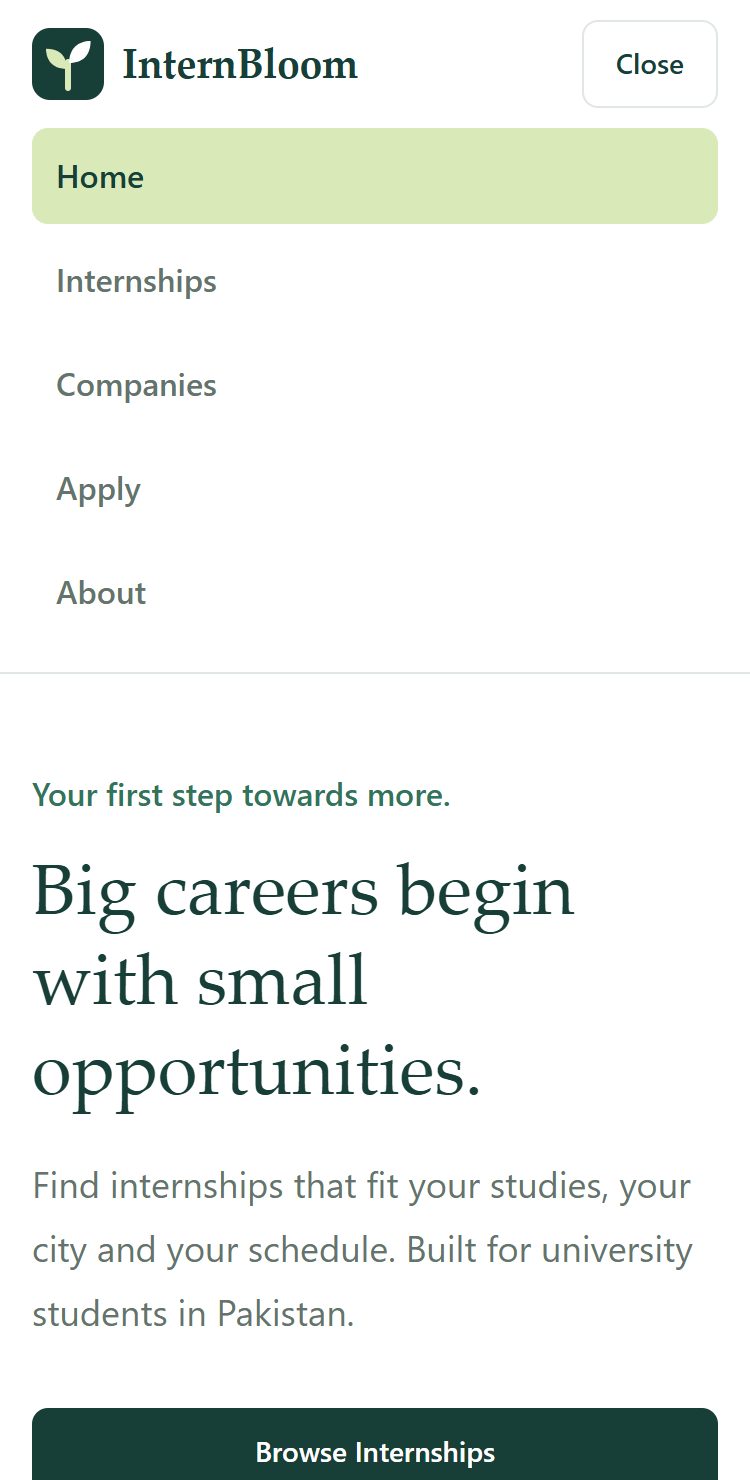 InternBloom
Close
Home
Internships
Companies
Apply
About
Your first step towards more.
Big careers begin
with small
opportunities.
Find internships that fit your studies, your
city and your schedule. Built for university
students in Pakistan.
Browse Internships